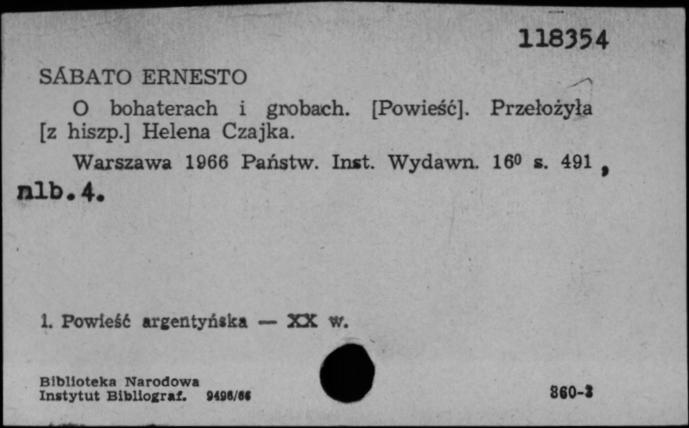 118354
SÁBATO ERNESTO
O bohaterach i grobach. [Powieść]. Przełożyła
[z hiszp.] Helena Czajka.
Warszawa 1966 Państw. Inst. Wydawn. 16⁰ s. 491,
nlb.4.
1. Powieść argentyńska — XX w.
Biblioteka Narodowa
Instytut Bibliograf. 9496/66
860-3